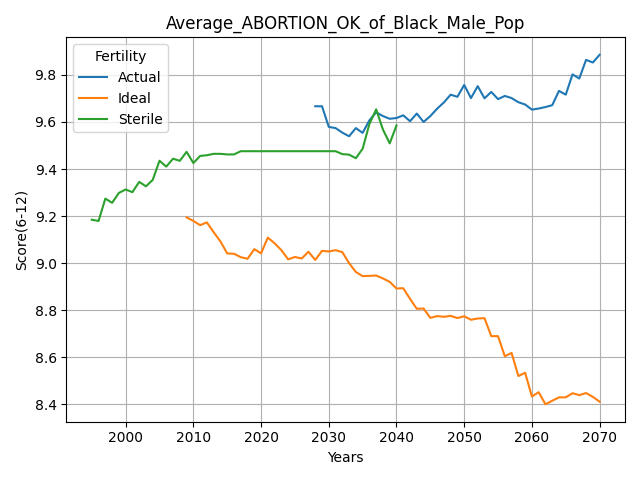 Average_ABORTION_OK_of_Black_Male_Pop
Fertility
Actual
Ideal
Sterile
Score(6-12)
9.8
9.6
9.4
9.2
9.0
8.8
8.6
8.4
2000 2010 2020 2030 2040 2050 2060 2070
Years